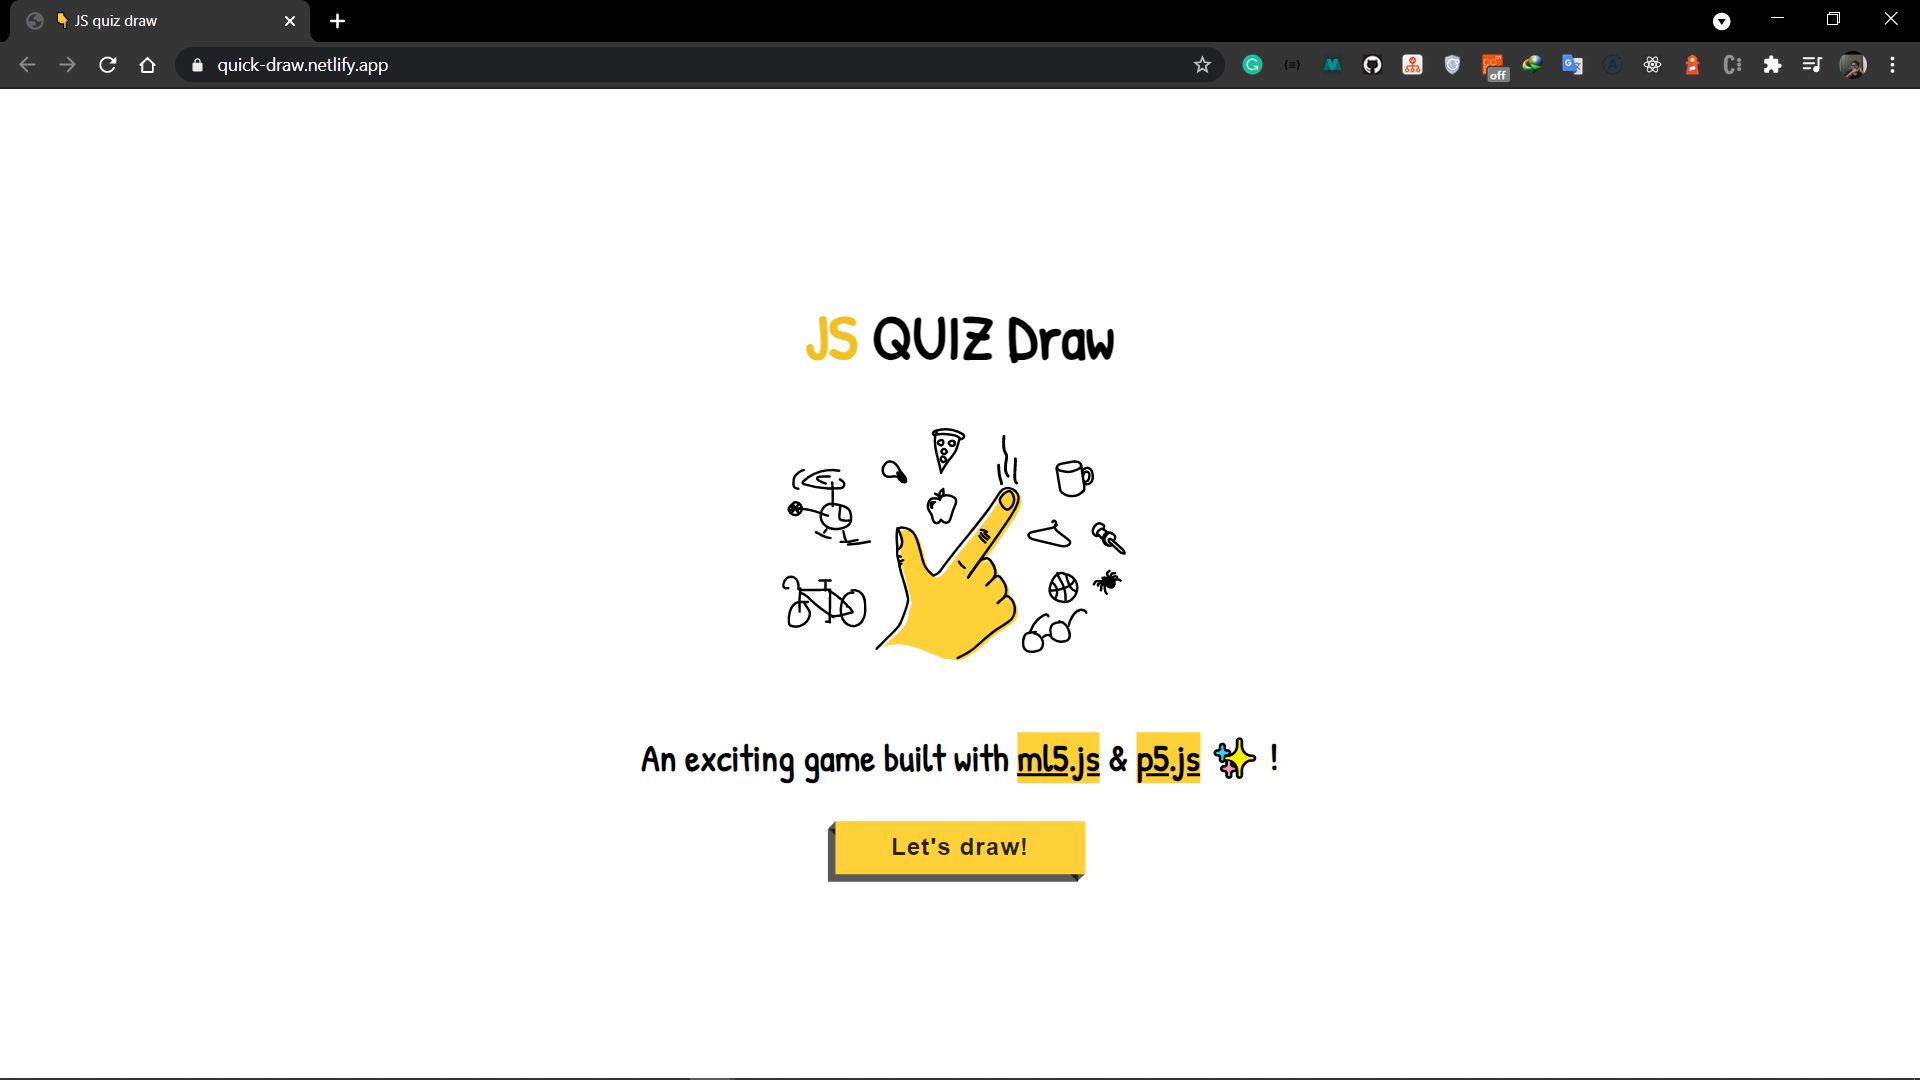 JS quiz draw
quick-draw.netlify.app
off
JS QUIZ Draw
An exciting game built with ml5.js & p5.js ✨ !
Let's draw!